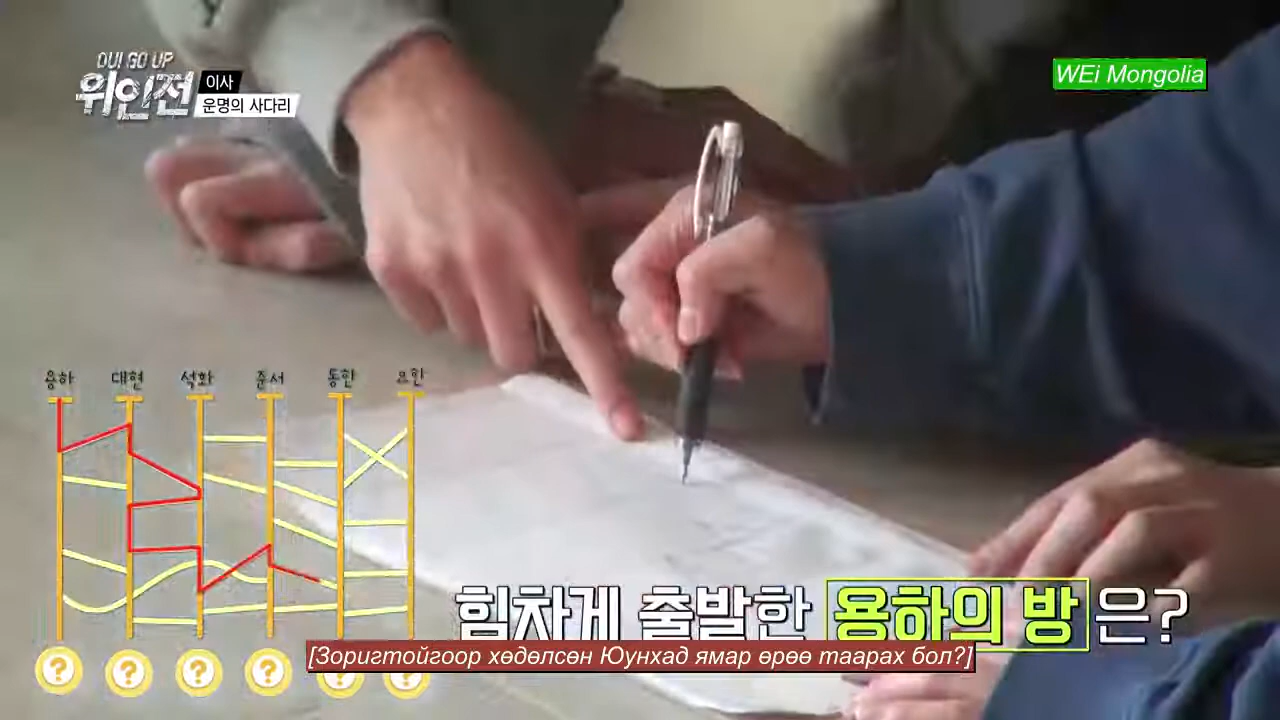 OUI GO UP
위인전
이사
운명의 사다리
WEi Mongolia
용하 대현 석화 준서 동한 요한
힘차게 출발한 용하의 방은?
[Зоригтойгоор хөдөлсөн Юунхад ямар өрөө таарах бол?]
? ? ? ? ? ?